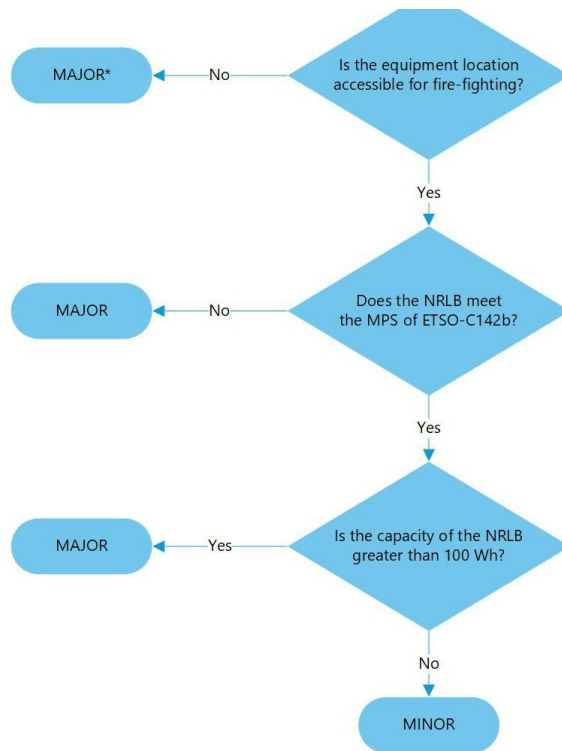 Is the equipment location
accessible for fire-fighting?
No
MAJOR*
Yes
Does the NRLB meet
the MPS of ETSO-C142b?
No
MAJOR
Yes
Is the capacity of the NRLB
greater than 100 Wh?
Yes
MAJOR
No
MINOR